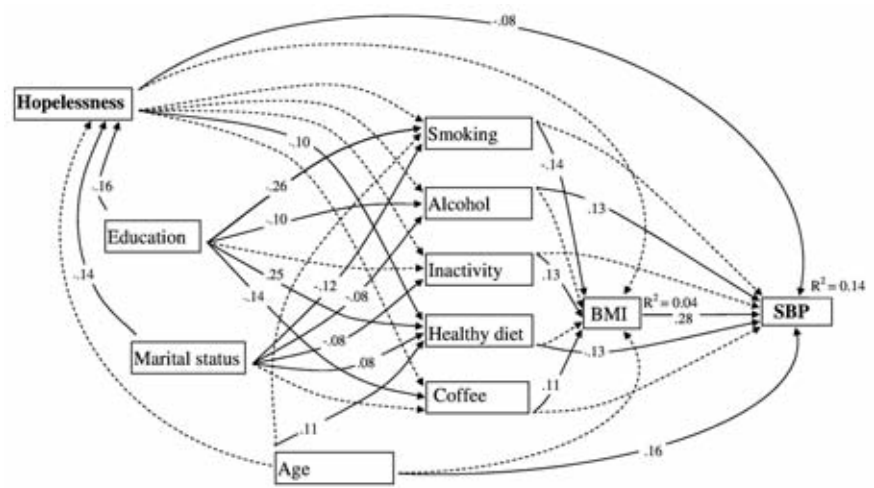 -.08
Hopelessness
.10
Smoking
-.14
-.16
-.26
Alcohol
.13
-.10
Education
.25
Inactivity
.13
R² = 0.14
-.14
-.12
-.08
-.14
BMI
R² = 0.04
.28
SBP
Marital status
-.08
Healthy diet
-.13
.08
Coffee
.11
.11
Age
.16